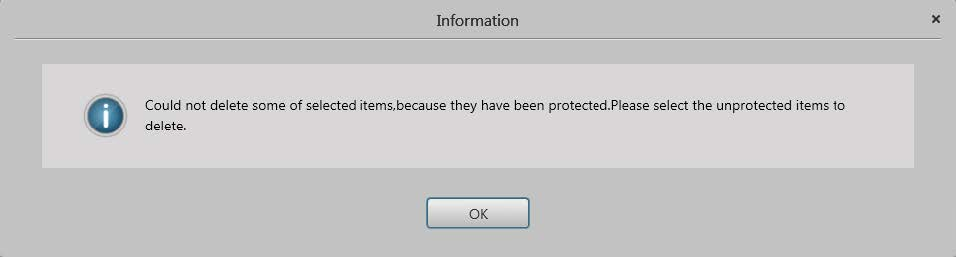 Information
×
Could not delete some of selected items,because they have been protected.Please select the unprotected items to
delete.
OK